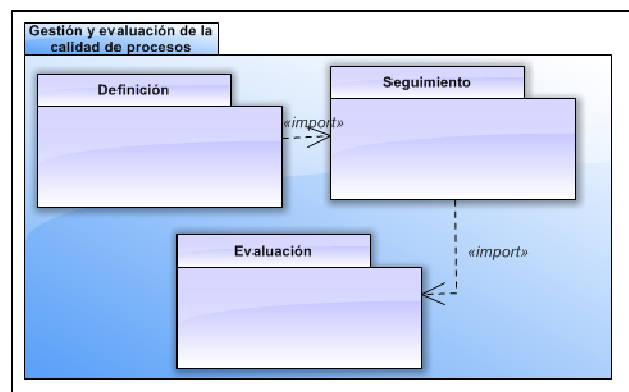 Gestión y evaluación de la
calidad de procesos
Definición
Seguimiento
«import»
Evaluación
«import»